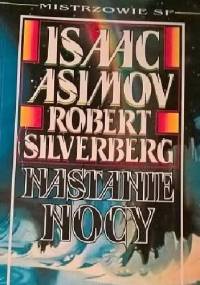 MISTRZOWIE SF
ISAAC
ASIMOV
ROBERT
SILVERBERG
NASTANIE
NOCY